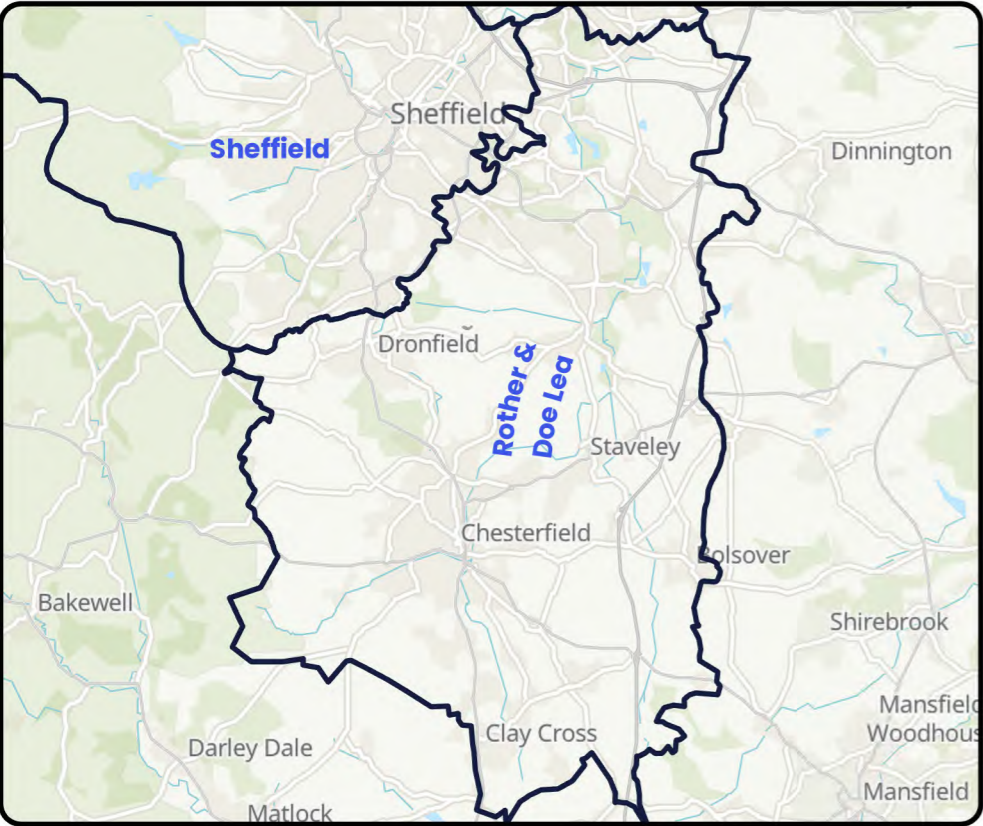 Sheffield
Sheffield
Dinnington
Dronfield
Rother &
Doe Lea
Staveley
Chesterfield
Bolsover
Bakewell
Shirebrook
Mansfield
Woodhous
Clay Cross
Darley Dale
Mansfield
Matlock